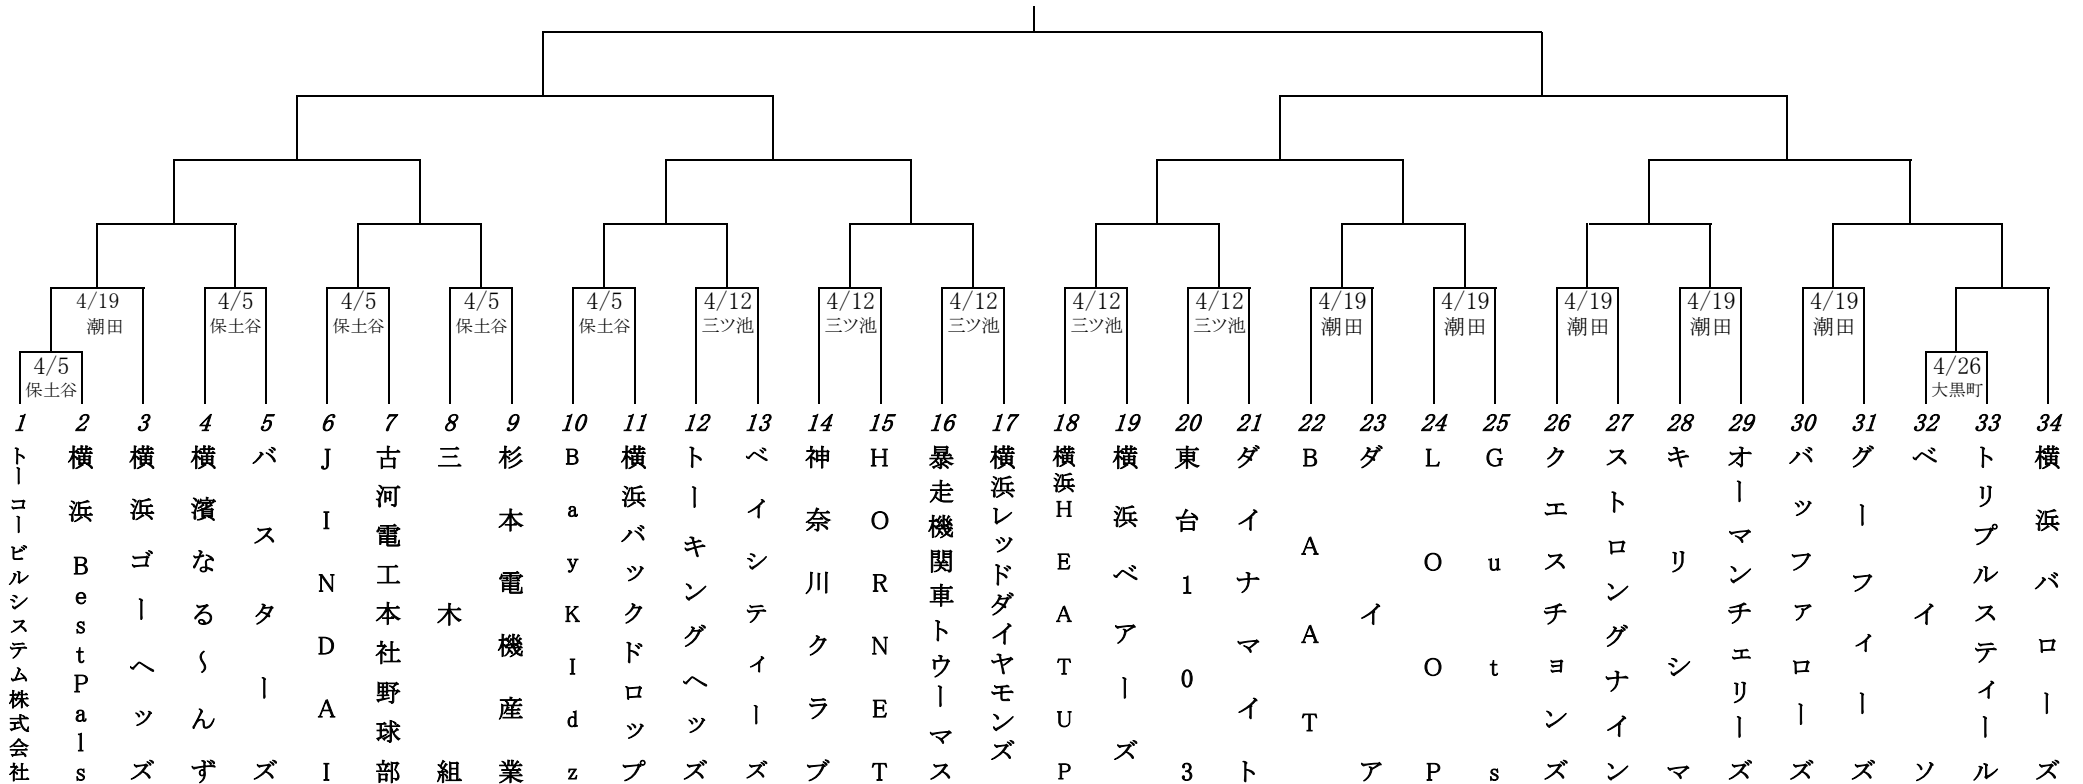 4/19
潮田
4/5
保土谷
4/5
保土谷
4/5
保土谷
4/5
保土谷
4/12
三ツ池
4/12
三ツ池
4/12
三ツ池
4/12
三ツ池
4/12
三ツ池
4/19
潮田
4/19
潮田
4/19
潮田
4/19
潮田
4/19
潮田
4/5
保土谷
4/26
大黒町
1
トーコービルシステム株式会社
2
横浜BestPals
3
横浜ゴーヘッズ
4
横濱なる～んず
5
バスターズ
6
JINDAI
7
古河電工本社野球部
8
三木組
9
杉本電機産業
10
BayKIdz
11
横浜バックドロップ
12
トーキングヘッズ
13
ベイシティーズ
14
神奈川クラブ
15
HORNET
16
暴走機関車トウーマス
17
横浜レッドダイヤモンズ
18
横浜HEATUP
19
横浜ベアーズ
20
東台103
21
ダイナマイト
22
BAAT
23
ダイア
24
LOOP
25
Guts
26
クエスチョンズ
27
ストロングナイン
28
キリシマ
29
オーマンチェリーズ
30
バッファローズ
31
グーフィーズ
32
ベイソ
33
トリプルスティール
34
横浜バローズ